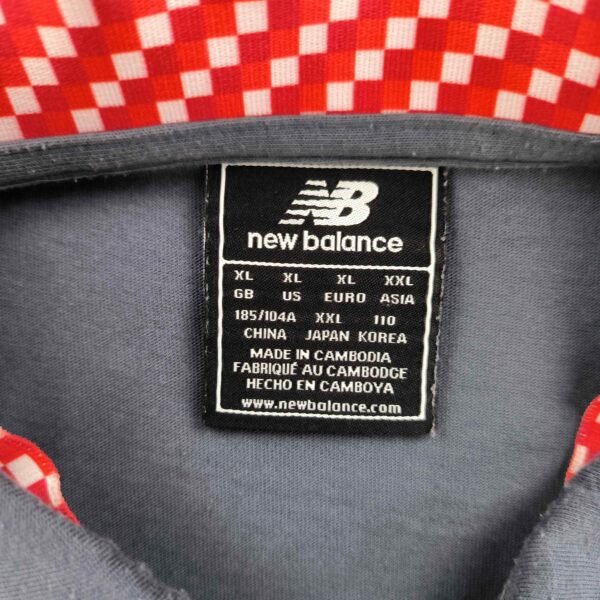 NB
new balance
XL XL XL XXL
GB US EURO ASIA
185/104A XXL 110
CHINA JAPAN KOREA
MADE IN CAMBODIA
FABRIQUÉ AU CAMBODGE
HECHO EN CAMBOYA
www.newbalance.com